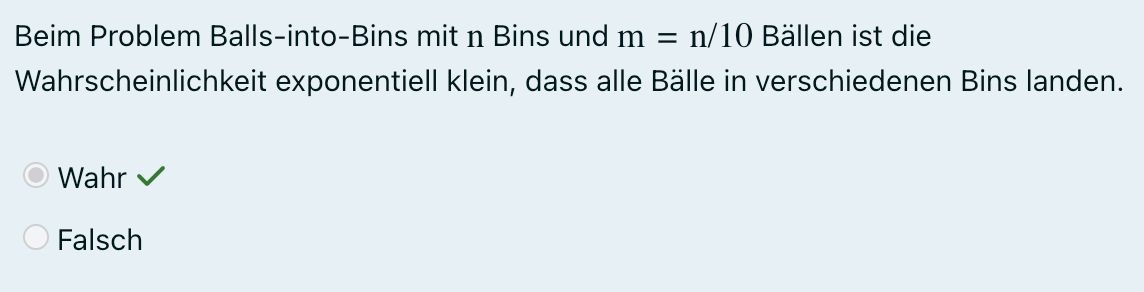 Beim Problem Balls-into-Bins mit n Bins und m = n/10 Bällen ist die
Wahrscheinlichkeit exponentiell klein, dass alle Bälle in verschiedenen Bins landen.
Wahr
Falsch